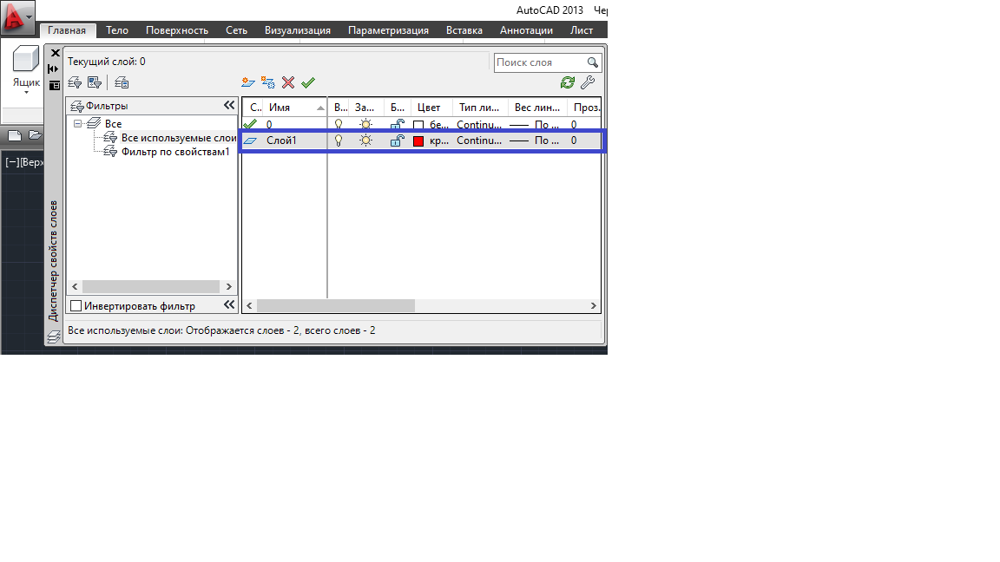 AutoCAD 2013 Чер
Главная Тело Поверхность Сеть Визуализация Параметризация Вставка Аннотации Лист
Ящик
Текущий слой: 0
Поиск слоя
Фильтры
Все
Все используемые слои
Фильтр по свойствам1
С.. Имя В... За... Б... Цвет Тип ли... Вес лин... Проз.
0 бе... Continu... По ... 0
Слой1 кр... Continu... По ... 0
[−][Верх
Диспетчер свойств слоев
Инвертировать фильтр
Все используемые слои: Отображается слоев - 2, всего слоев - 2